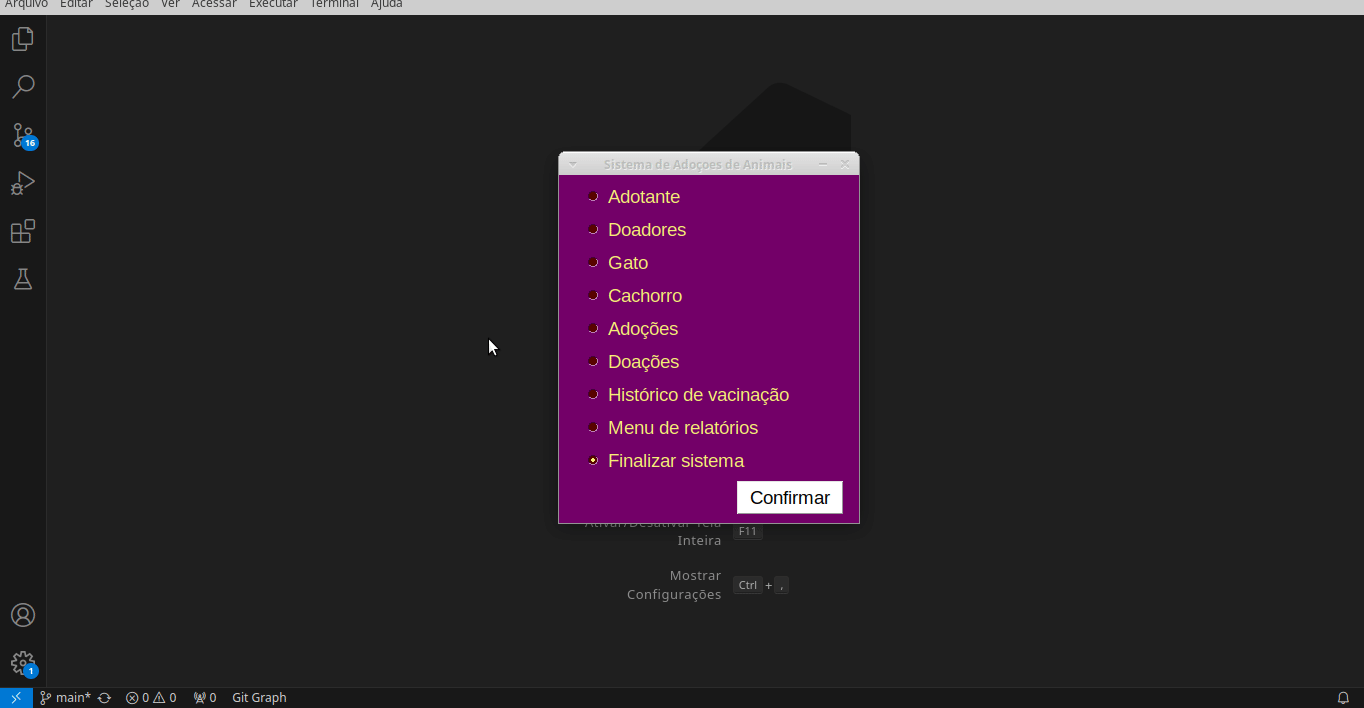 Arquivo Editar Seleção Ver Acessar Executar Terminal Ajuda
16
Sistema de Adoçoes de Animais
Adotante
Doadores
Gato
Cachorro
Adoções
Doações
Histórico de vacinação
Menu de relatórios
Finalizar sistema
Confirmar
Ativar/Desativar Tela
Inteira F11
Mostrar
Configurações Ctrl + ,
1
main* 0 0 0 Git Graph